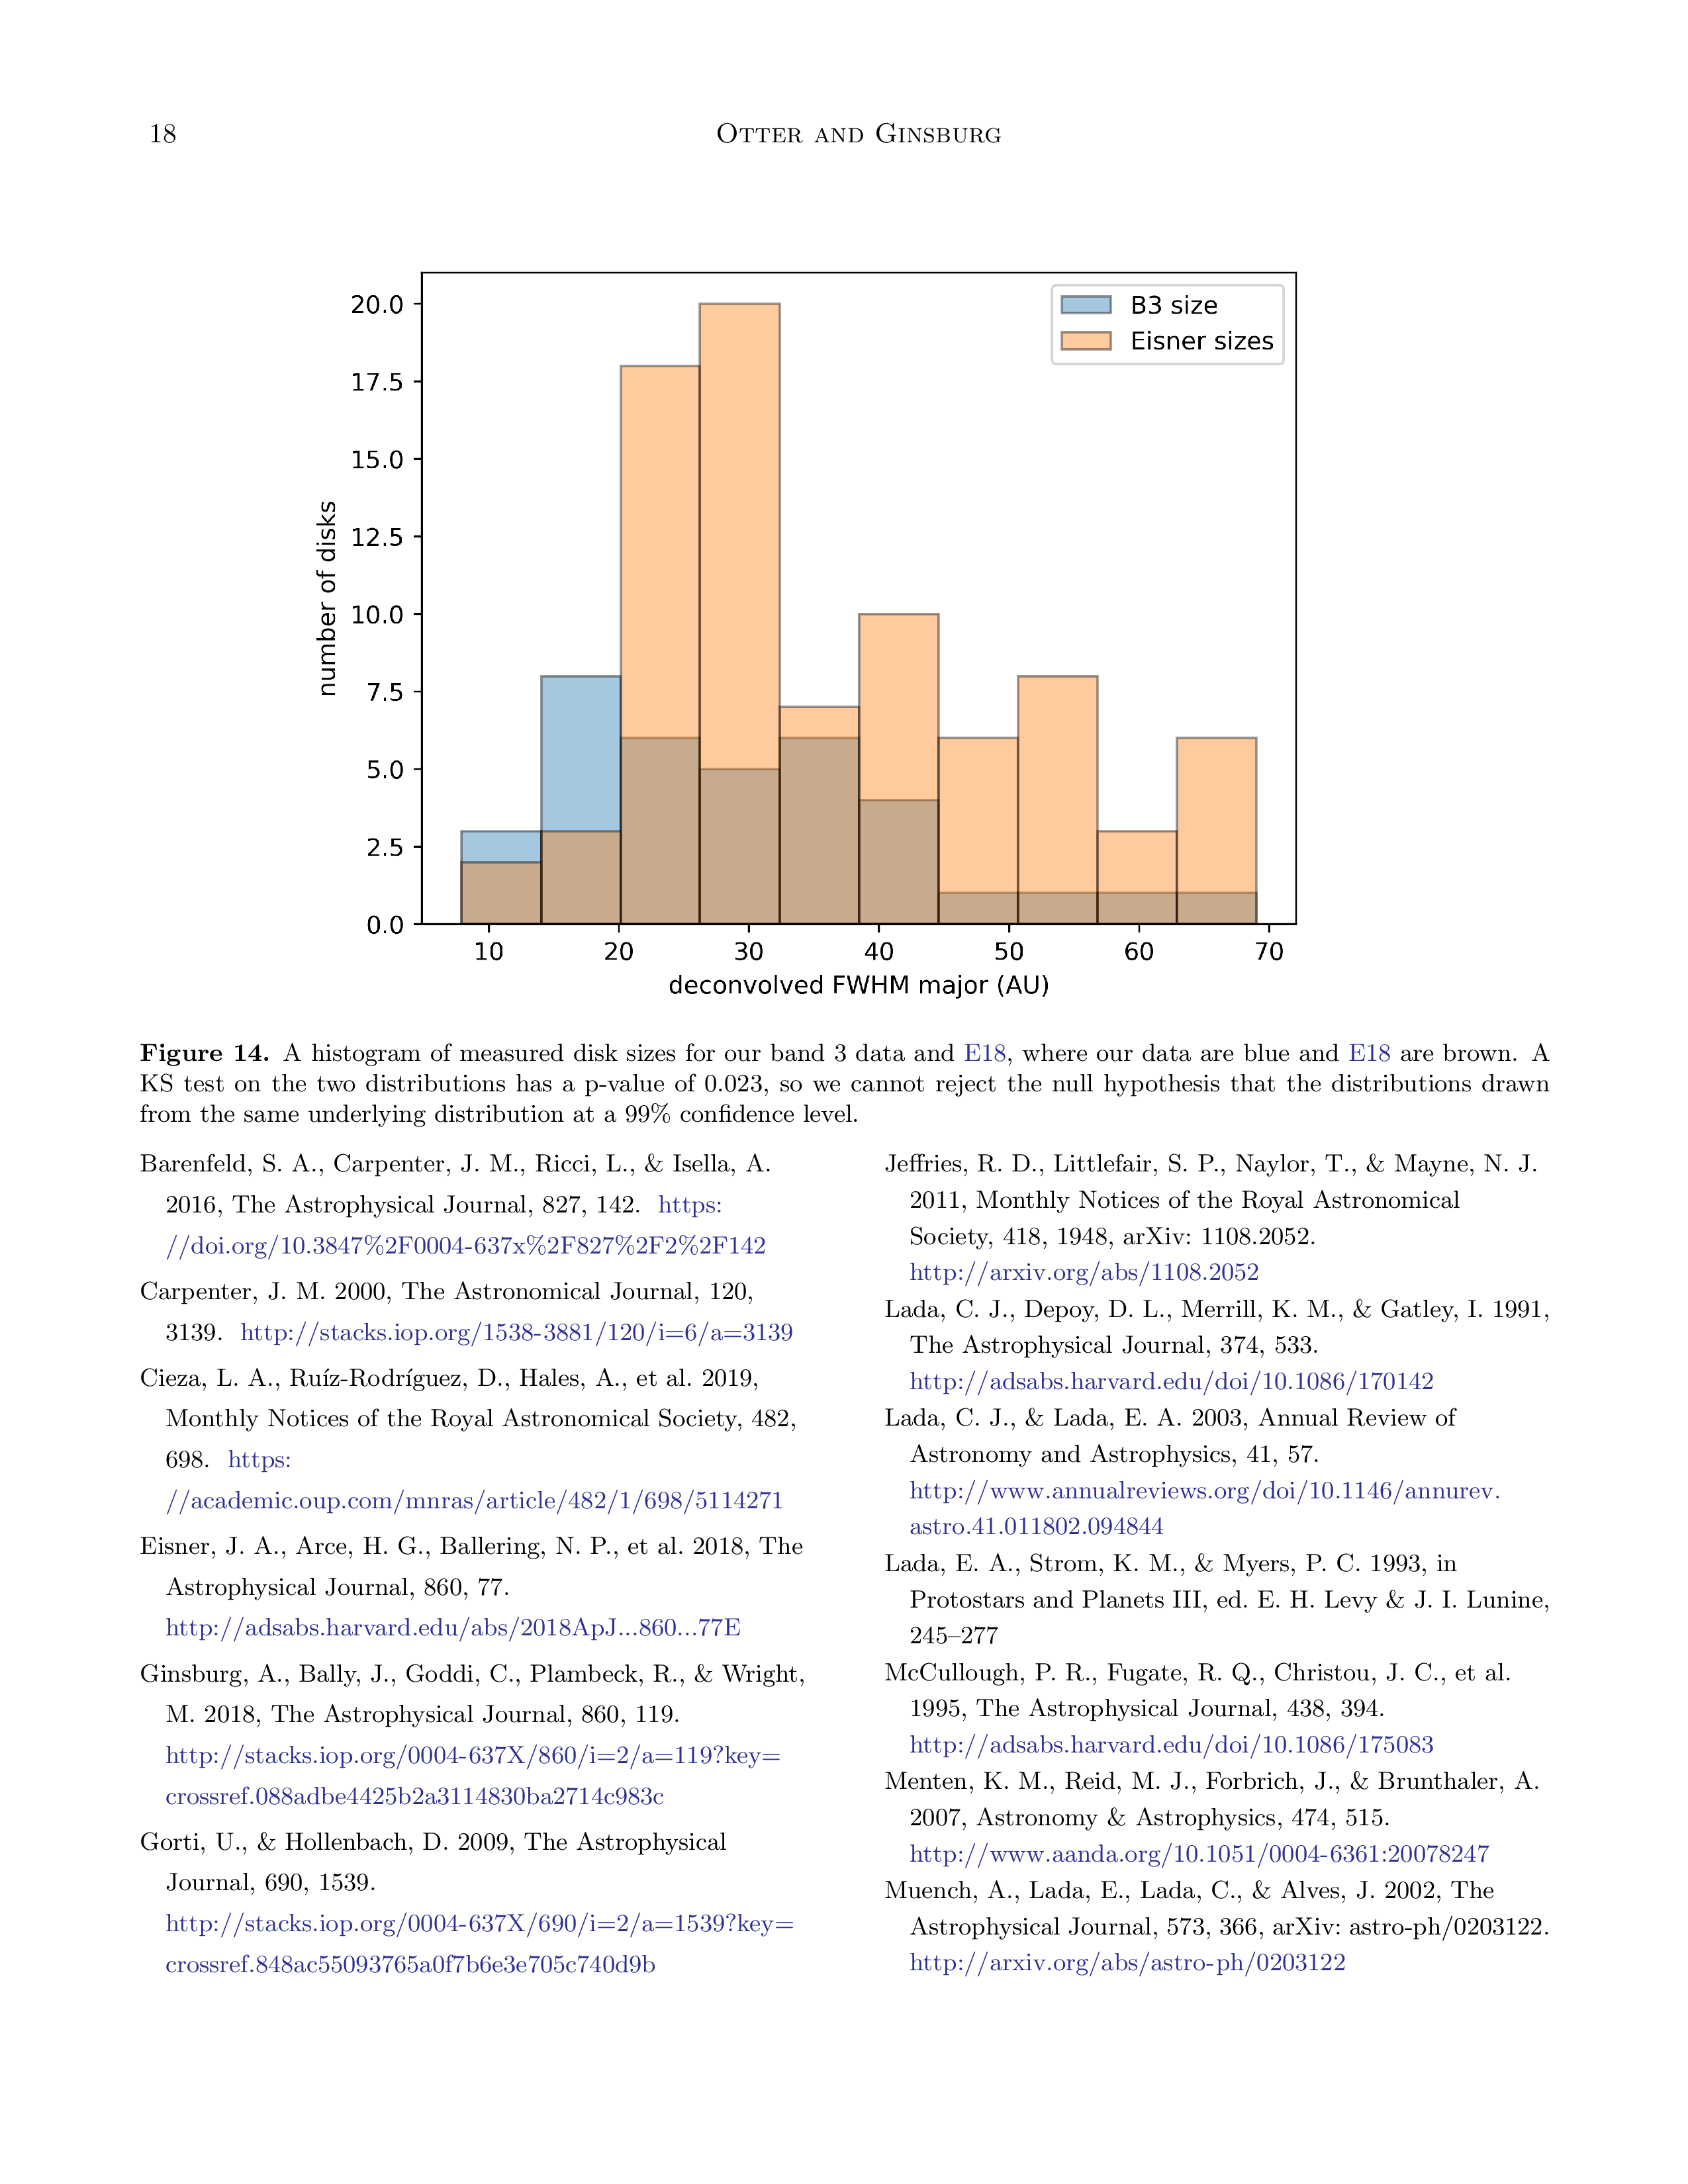 18
OTTER AND GINSBURG
20.0
17.5
15.0
12.5
10.0
7.5
5.0
2.5
0.0
number of disks
B3 size
Eisner sizes
10 20 30 40 50 60 70
deconvolved FWHM major (AU)
Figure 14. A histogram of measured disk sizes for our band 3 data and E18, where our data are blue and E18 are brown. A
KS test on the two distributions has a p-value of 0.023, so we cannot reject the null hypothesis that the distributions drawn
from the same underlying distribution at a 99% confidence level.
Barenfeld, S. A., Carpenter, J. M., Ricci, L., & Isella, A.
2016, The Astrophysical Journal, 827, 142. https:
//doi.org/10.3847%2F0004-637x%2F827%2F2%2F142
Carpenter, J. M. 2000, The Astronomical Journal, 120,
3139. http://stacks.iop.org/1538-3881/120/i=6/a=3139
Cieza, L. A., Ruíz-Rodríguez, D., Hales, A., et al. 2019,
Monthly Notices of the Royal Astronomical Society, 482,
698. https:
//academic.oup.com/mnras/article/482/1/698/5114271
Eisner, J. A., Arce, H. G., Ballering, N. P., et al. 2018, The
Astrophysical Journal, 860, 77.
http://adsabs.harvard.edu/abs/2018ApJ...860...77E
Ginsburg, A., Bally, J., Goddi, C., Plambeck, R., & Wright,
M. 2018, The Astrophysical Journal, 860, 119.
http://stacks.iop.org/0004-637X/860/i=2/a=119?key=
crossref.088adbe4425b2a3114830ba2714c983c
Gorti, U., & Hollenbach, D. 2009, The Astrophysical
Journal, 690, 1539.
http://stacks.iop.org/0004-637X/690/i=2/a=1539?key=
crossref.848ac55093765a0f7b6e3e705c740d9b
Jeffries, R. D., Littlefair, S. P., Naylor, T., & Mayne, N. J.
2011, Monthly Notices of the Royal Astronomical
Society, 418, 1948, arXiv: 1108.2052.
http://arxiv.org/abs/1108.2052
Lada, C. J., Depoy, D. L., Merrill, K. M., & Gatley, I. 1991,
The Astrophysical Journal, 374, 533.
http://adsabs.harvard.edu/doi/10.1086/170142
Lada, C. J., & Lada, E. A. 2003, Annual Review of
Astronomy and Astrophysics, 41, 57.
http://www.annualreviews.org/doi/10.1146/annurev.
astro.41.011802.094844
Lada, E. A., Strom, K. M., & Myers, P. C. 1993, in
Protostars and Planets III, ed. E. H. Levy & J. I. Lunine,
245–277
McCullough, P. R., Fugate, R. Q., Christou, J. C., et al.
1995, The Astrophysical Journal, 438, 394.
http://adsabs.harvard.edu/doi/10.1086/175083
Menten, K. M., Reid, M. J., Forbrich, J., & Brunthaler, A.
2007, Astronomy & Astrophysics, 474, 515.
http://www.aanda.org/10.1051/0004-6361:20078247
Muench, A., Lada, E., Lada, C., & Alves, J. 2002, The
Astrophysical Journal, 573, 366, arXiv: astro-ph/0203122.
http://arxiv.org/abs/astro-ph/0203122